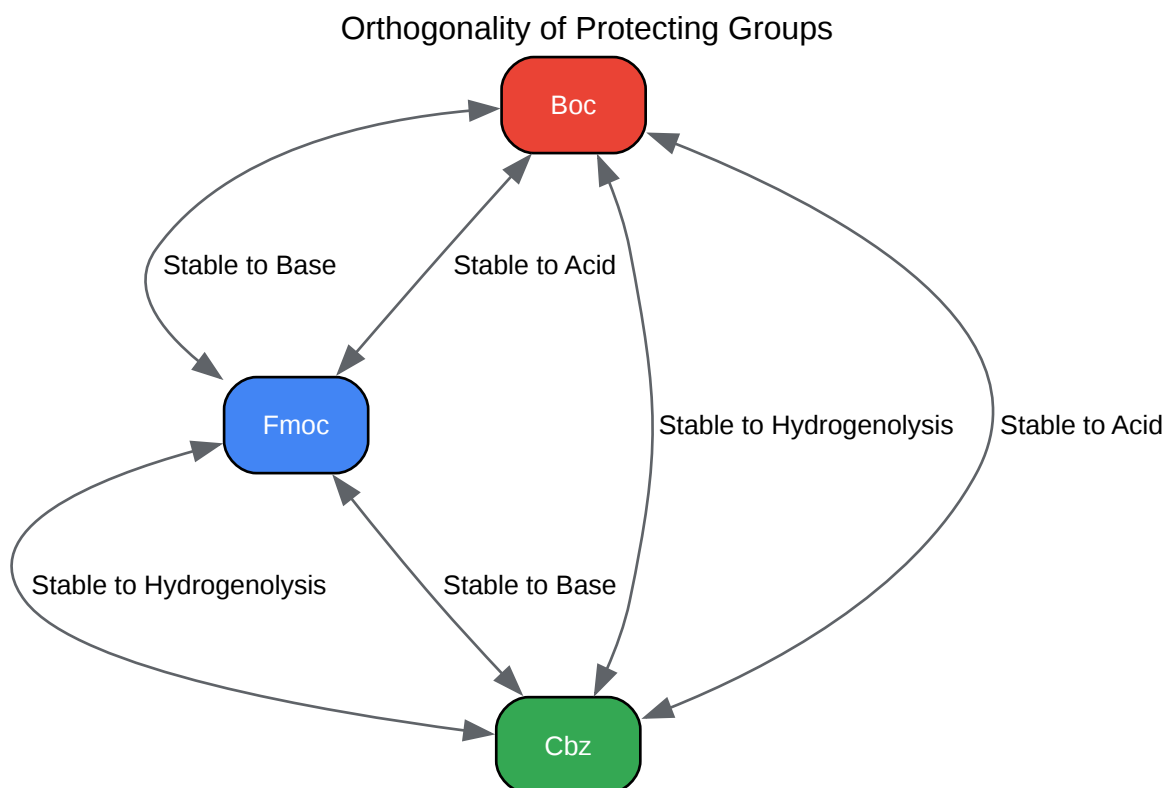 Orthogonality of Protecting Groups
Boc
Stable to Base
Stable to Acid
Fmoc
Stable to Hydrogenolysis
Stable to Acid
Stable to Hydrogenolysis
Stable to Base
Cbz